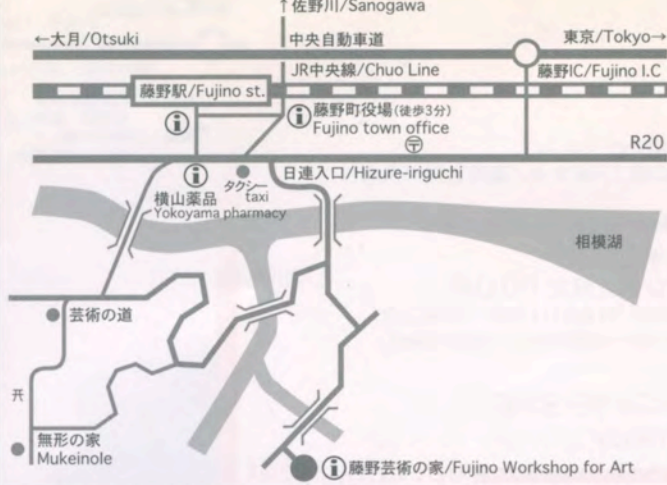 ↑佐野川/Sanogawa
←大月/Otsuki
中央自動車道
東京/Tokyo→
JR中央線/Chuo Line
藤野IC/Fujino I.C
藤野駅/Fujino st.
i
i
藤野町役場(徒歩3分)
Fujino town office
〒
R20
i
タクシー
taxi
日連入口/Hizure-iriguchi
横山薬品
Yokoyama pharmacy
相模湖
芸術の道
無形の家
Mukeinole
i 藤野芸術の家/Fujino Workshop for Art